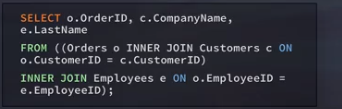 SELECT o.OrderID, c.CompanyName,
e.LastName
FROM ((Orders o INNER JOIN Customers c ON
o.CustomerID = c.CustomerID)
INNER JOIN Employees e ON o.EmployeeID =
e.EmployeeID);